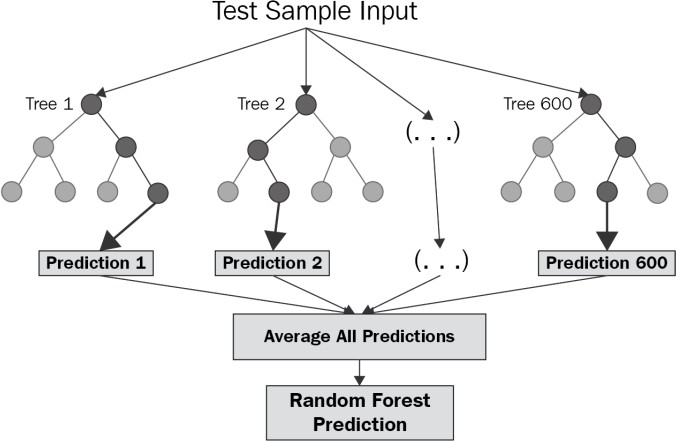 Test Sample Input
Tree 1
Tree 2
Tree 600
(. . .)
Prediction 1
Prediction 2
(. . .)
Prediction 600
Average All Predictions
Random Forest
Prediction